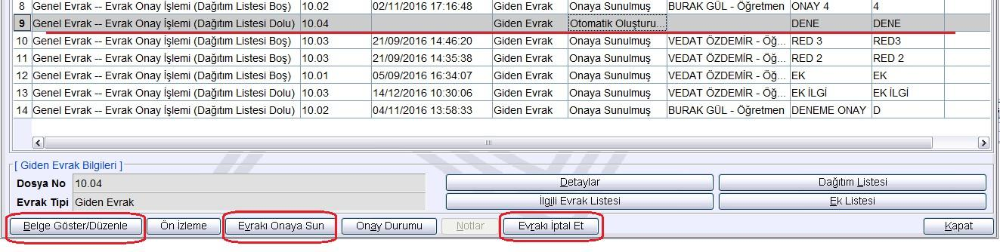 8 Genel Evrak -- Evrak Onay İşlemi (Dağıtım Listesi Boş) 10.02 02/11/2016 17:16:48 Giden Evrak Onaya Sunulmuş BURAK GÜL - Öğretmen ONAY 4 4
9 Genel Evrak -- Evrak Onay İşlemi (Dağıtım Listesi Dolu) 10.04 Giden Evrak Otomatik Oluşturu... DENE DENE
10 Genel Evrak -- Evrak Onay İşlemi (Dağıtım Listesi Boş) 10.03 21/09/2016 14:46:20 Giden Evrak Onaya Sunulmuş VEDAT ÖZDEMİR - Öğ... RED 3 RED3
11 Genel Evrak -- Evrak Onay İşlemi (Dağıtım Listesi Boş) 10.03 21/09/2016 14:35:38 Giden Evrak Onaya Sunulmuş VEDAT ÖZDEMİR - Öğ... RED 2 RED 2
12 Genel Evrak -- Evrak Onay İşlemi (Dağıtım Listesi Boş) 10.01 05/09/2016 16:34:07 Giden Evrak Onaya Sunulmuş VEDAT ÖZDEMİR - Öğ... EK EK
13 Genel Evrak -- Evrak Onay İşlemi (Dağıtım Listesi Dolu) 10.03 14/12/2016 10:30:06 Giden Evrak Onaya Sunulmuş VEDAT ÖZDEMİR - Öğ... EK İLGİ EK İLGİ
14 Genel Evrak -- Evrak Onay İşlemi (Dağıtım Listesi Dolu) 10.02 04/11/2016 13:58:33 Giden Evrak Onaya Sunulmuş BURAK GÜL - Öğretmen DENEME ONAY D
[ Giden Evrak Bilgileri ]
Dosya No 10.04 Detaylar Dağıtım Listesi
Evrak Tipi Giden Evrak İlgili Evrak Listesi Ek Listesi
Belge Göster/Düzenle Ön İzleme Evrakı Onaya Sun Onay Durumu Notlar Evrakı İptal Et Kapat